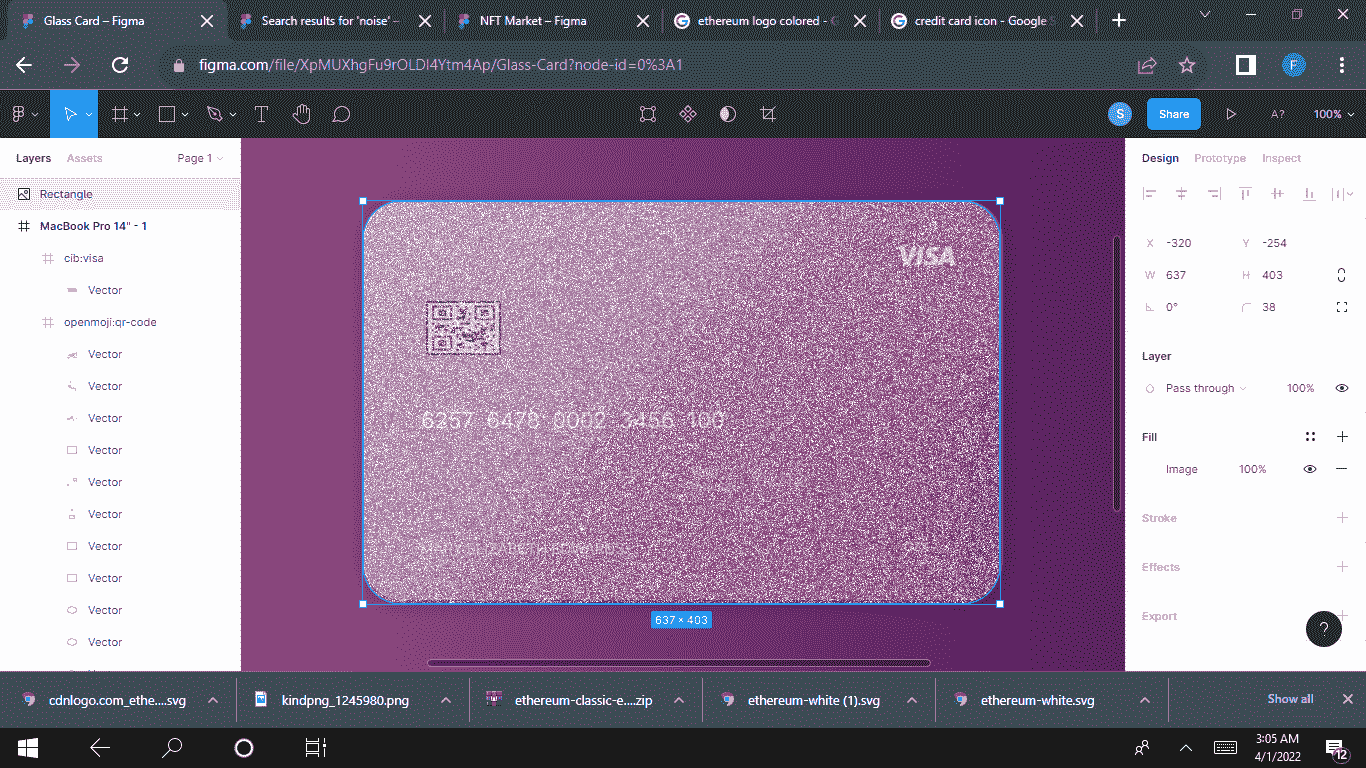 Glass Card – Figma
Search results for 'noise' –
NFT Market – Figma
ethereum logo colored - G
credit card icon - Google S
figma.com/file/XpMUXhgFu9rOLDl4Ytm4Ap/Glass-Card?node-id=0%3A1
F
S
Share
A?
100%
Layers
Assets
Page 1
Design
Prototype
Inspect
Rectangle
MacBook Pro 14" - 1
cib:visa
Vector
openmoji:qr-code
Vector
Vector
Vector
Vector
Vector
Vector
Vector
Vector
Vector
Vector
VISA
6257 6478 0002 3456 100
637 × 403
X -320
Y -254
W 637
H 403
0°
38
Layer
Pass through
100%
Fill
Image
100%
Stroke
Effects
Export
?
cdnlogo.com_ethe....svg
kindpng_1245980.png
ethereum-classic-e....zip
ethereum-white (1).svg
ethereum-white.svg
Show all
3:05 AM
4/1/2022
12